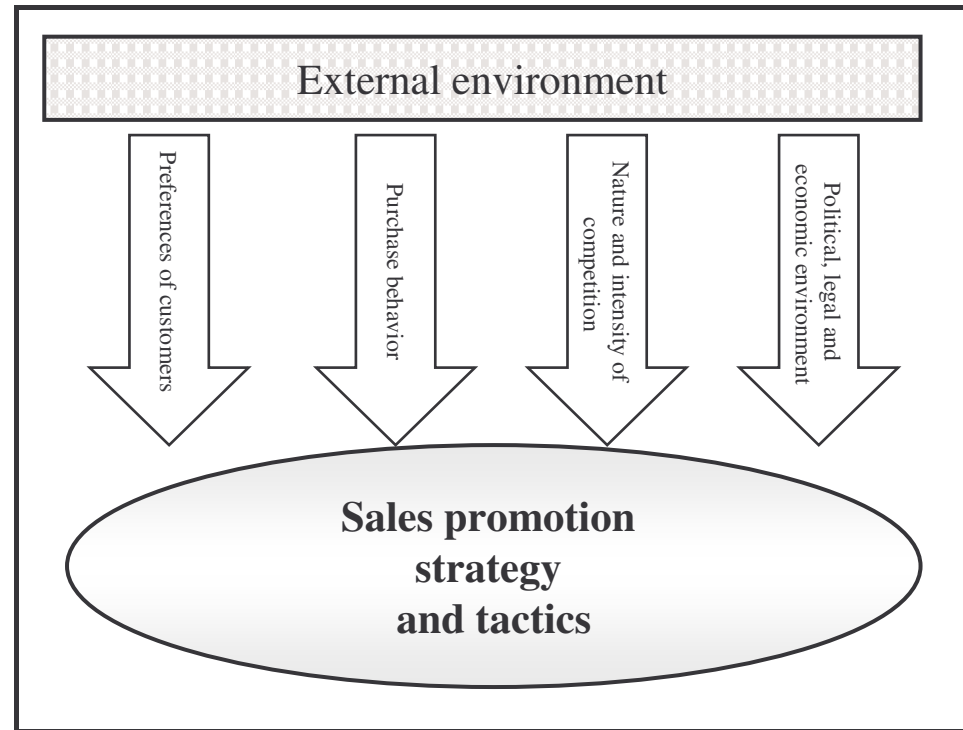 External environment
Preferences of customers
Purchase behavior
Nature and intensity of
competition
Political, legal and
economic environment
Sales promotion
strategy
and tactics